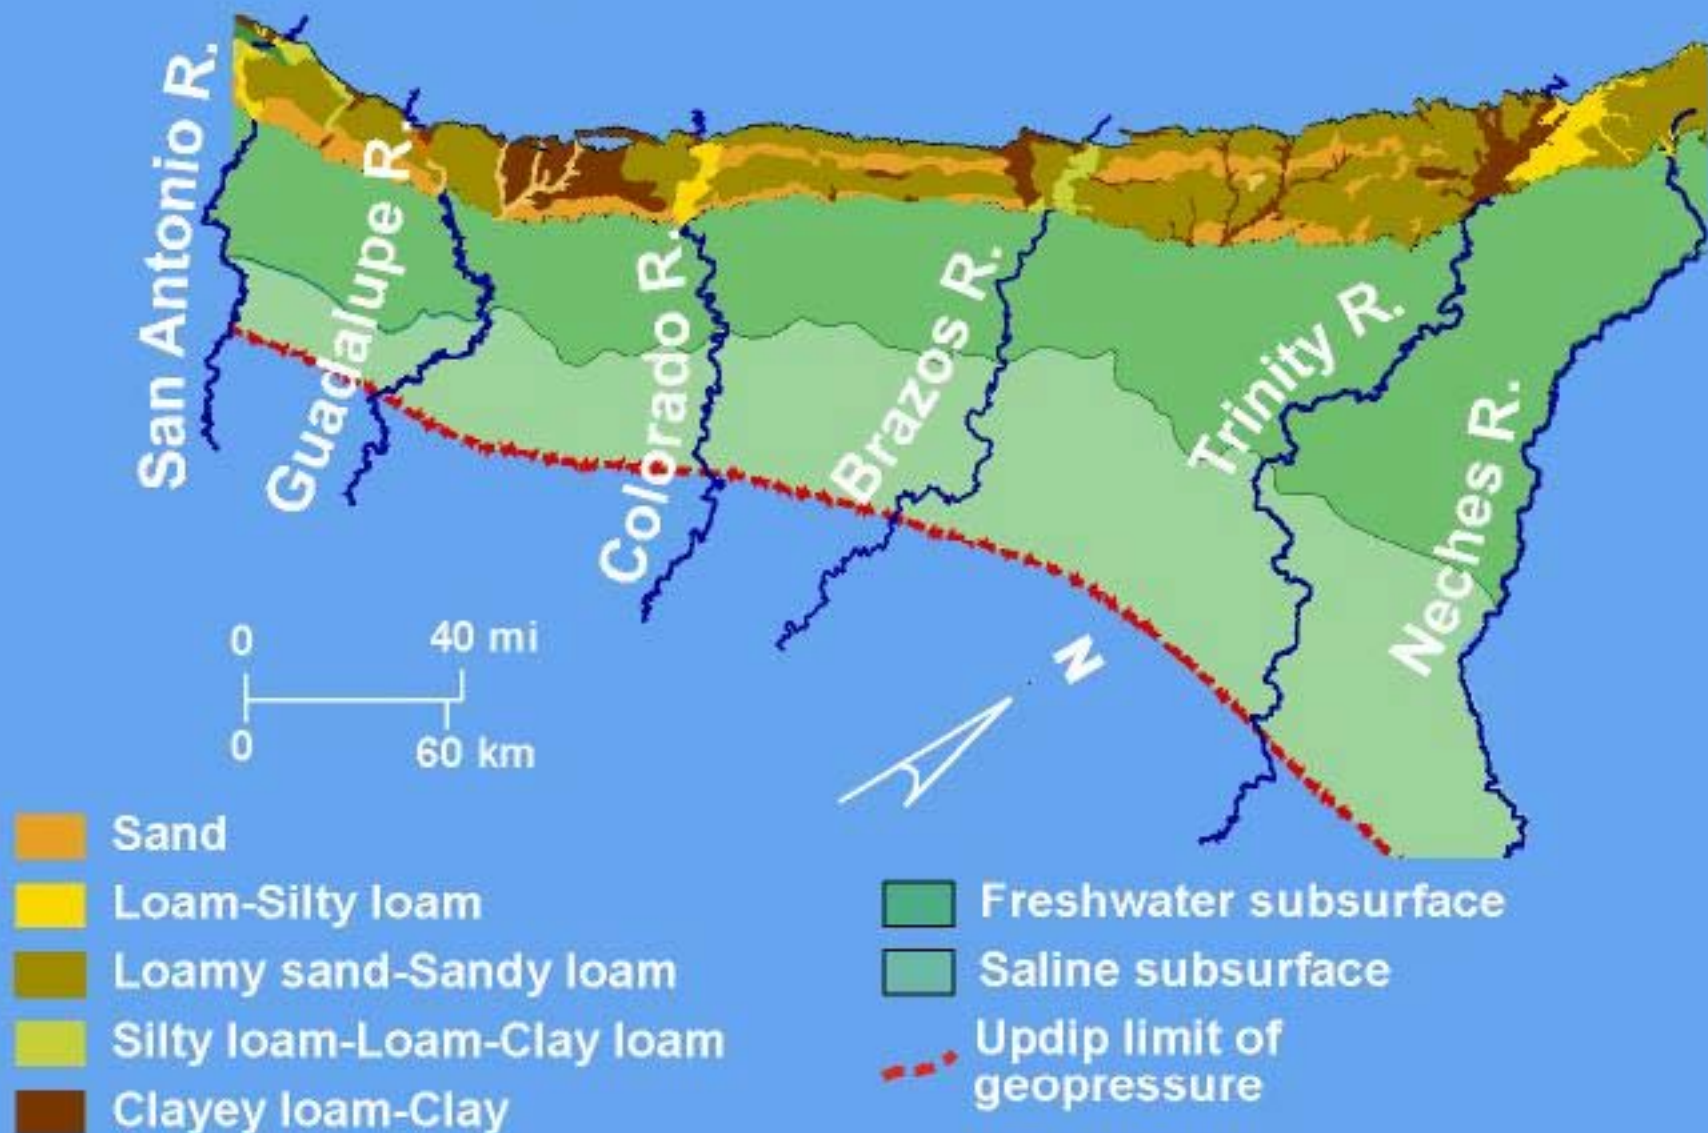 San Antonio R.
Guadalupe R.
Colorado R.
Brazos R.
Trinity R.
Neches R.
N
0 40 mi
0 60 km
Sand
Loam-Silty loam
Loamy sand-Sandy loam
Silty loam-Loam-Clay loam
Clayey loam-Clay
Freshwater subsurface
Saline subsurface
Updip limit of
geopressure